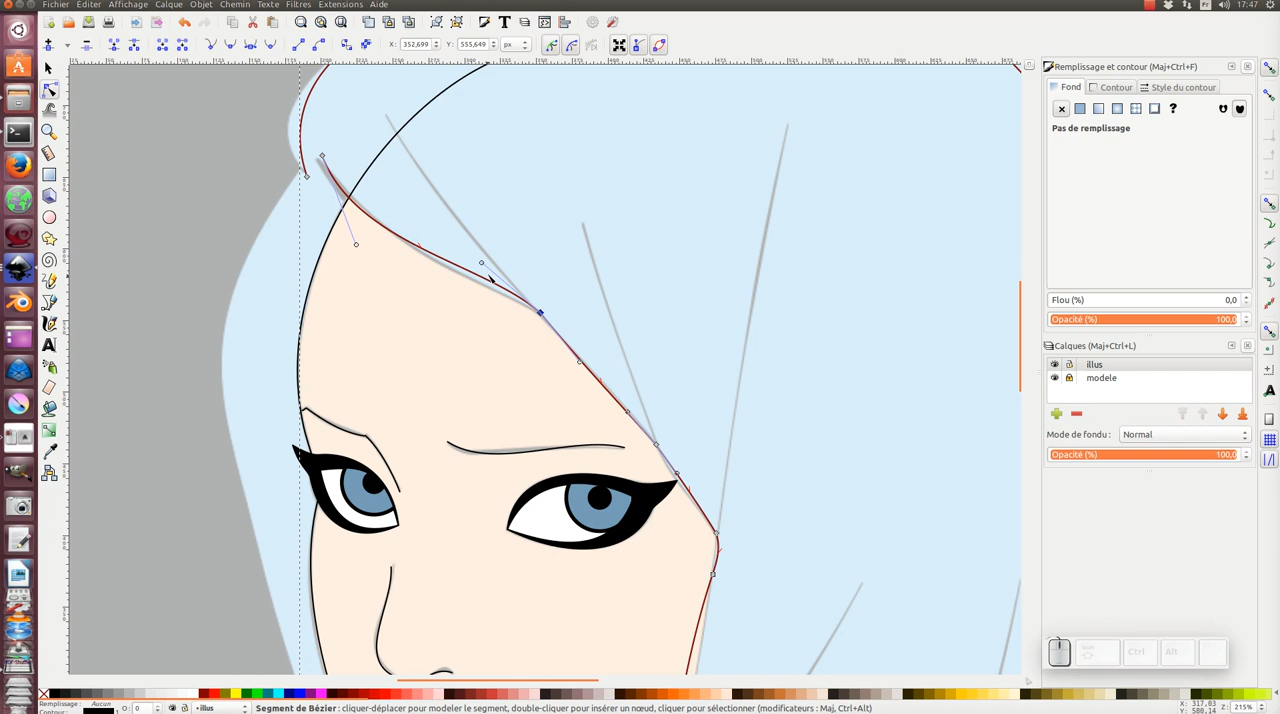 Fichier Éditer Affichage Calque Objet Chemin Texte Filtres Extensions Aide
Fr 17:47
X: 352,699 Y: 555,649 px
Remplissage et contour (Maj+Ctrl+F)
Fond Contour Style du contour
?
Pas de remplissage
Flou (%) 0,0
Opacité (%) 100,0
Calques (Maj+Ctrl+L)
illus
modele
Mode de fondu : Normal
Opacité (%) 100,0
Ctrl Alt
Remplissage : Aucun
Contour : O: 0 •illus Segment de Bézier : cliquer-déplacer pour modeler le segment, double-cliquer pour insérer un nœud, cliquer pour sélectionner (modificateurs : Maj, Ctrl+Alt)
X: 317,03
Y: 580,14 Z: 215%